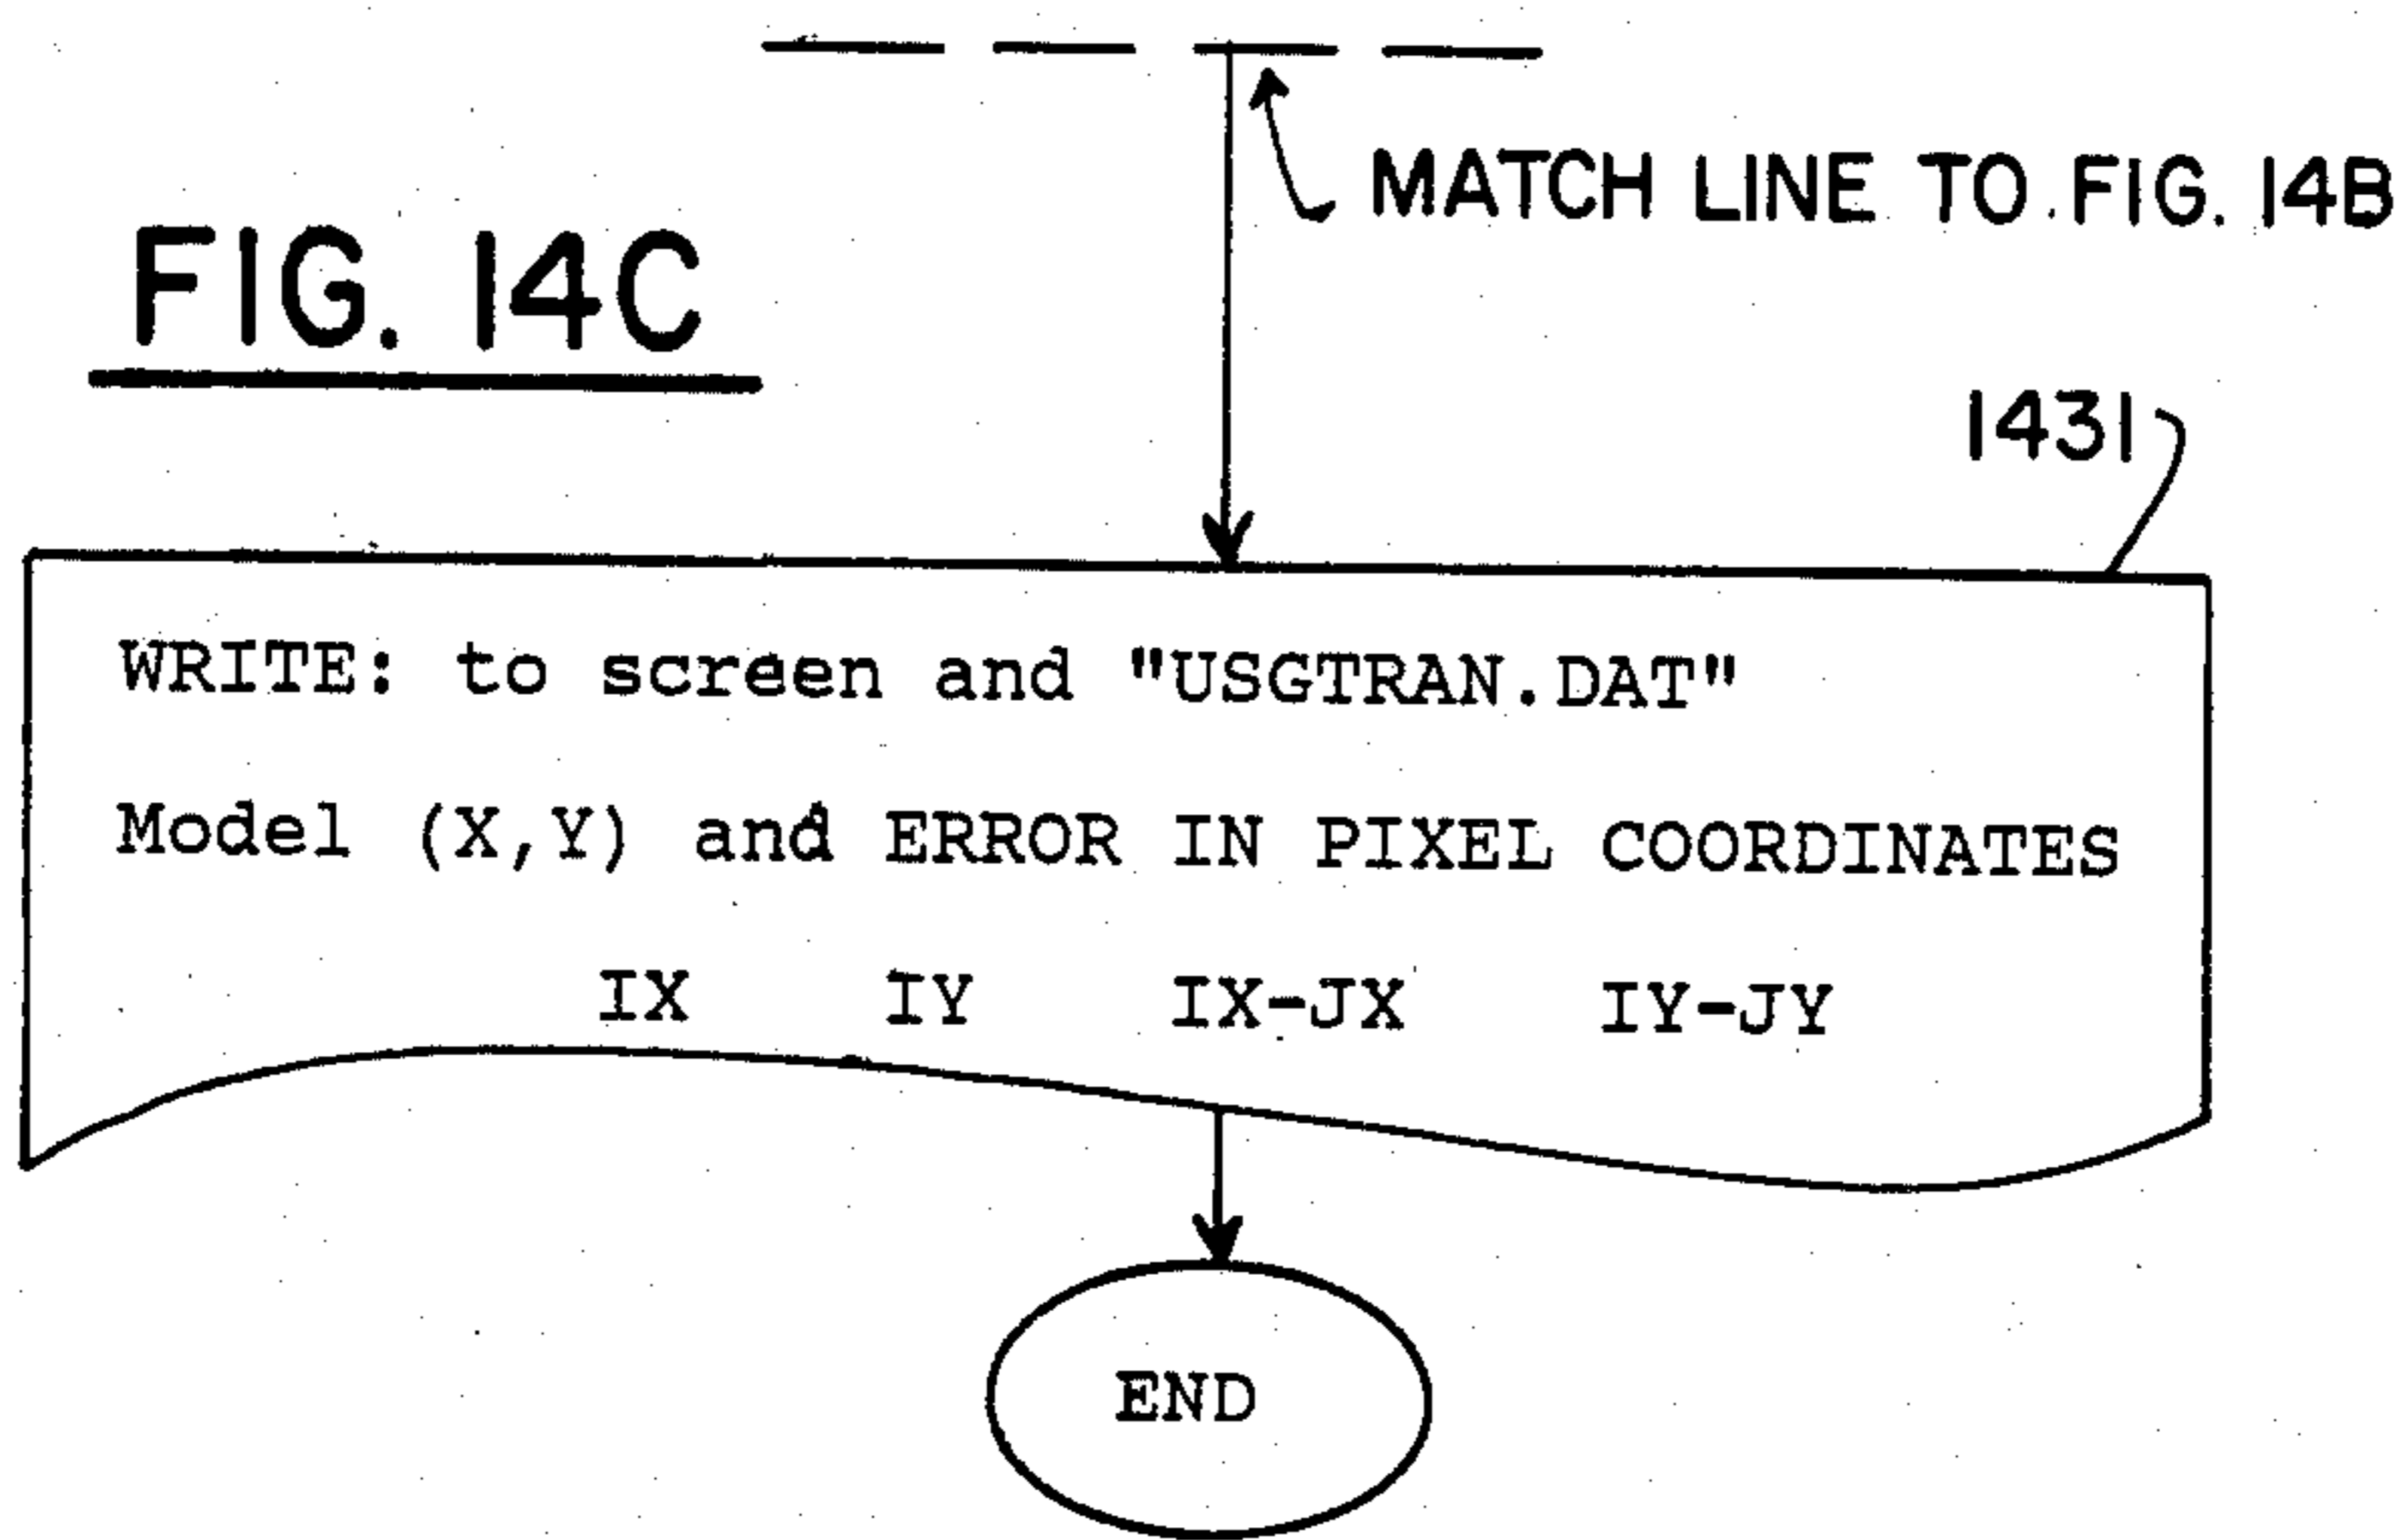 MATCH LINE TO FIG. 14B
FIG. 14C
1431
WRITE: to screen and "USGTRAN.DAT"
Model (X,Y) and ERROR IN PIXEL COORDINATES
IX IY IX-JX IY-JY
END